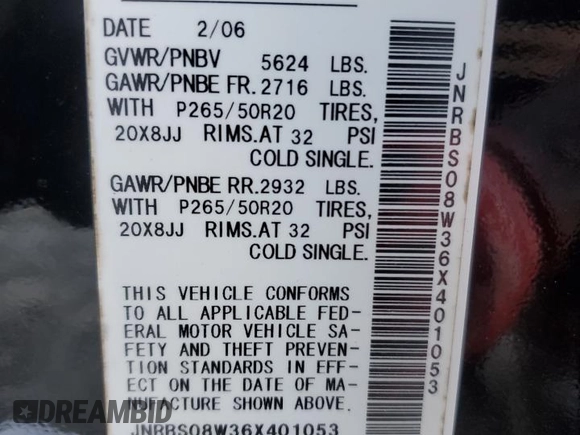 DATE 2/06
GVWR/PNBV 5624 LBS.
GAWR/PNBE FR. 2716 LBS.
WITH P265/50R20 TIRES,
20X8JJ RIMS. AT 32 PSI
COLD SINGLE.
GAWR/PNBE RR. 2932 LBS.
WITH P265/50R20 TIRES,
20X8JJ RIMS. AT 32 PSI
COLD SINGLE.
THIS VEHICLE CONFORMS
TO ALL APPLICABLE FED-
ERAL MOTOR VEHICLE SA-
FETY AND THEFT PREVEN-
TION STANDARDS IN EFF-
ECT ON THE DATE OF MA-
NUFACTURE SHOWN ABOVE.
JNRBS08W36X401053
JNRBS08W36X401053
EPICBID
DEALERSHIP